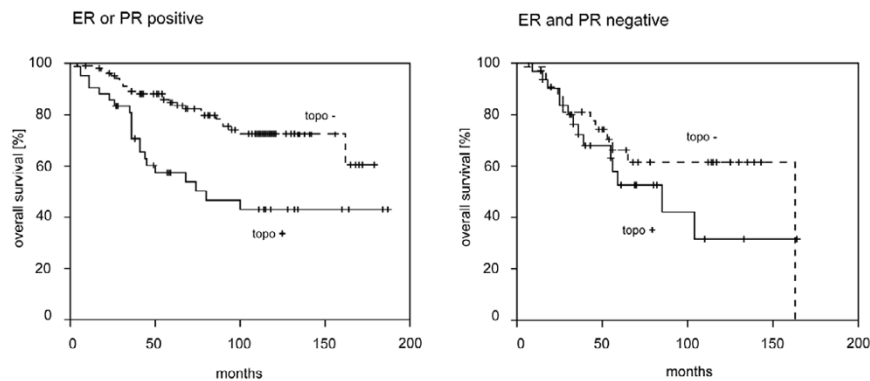 ER or PR positive
ER and PR negative
100
80
60
40
20
0
overall survival [%]
topo -
topo +
0
50
100
150
200
months
100
80
60
40
20
0
overall survival [%]
topo -
topo +
0
50
100
150
200
months